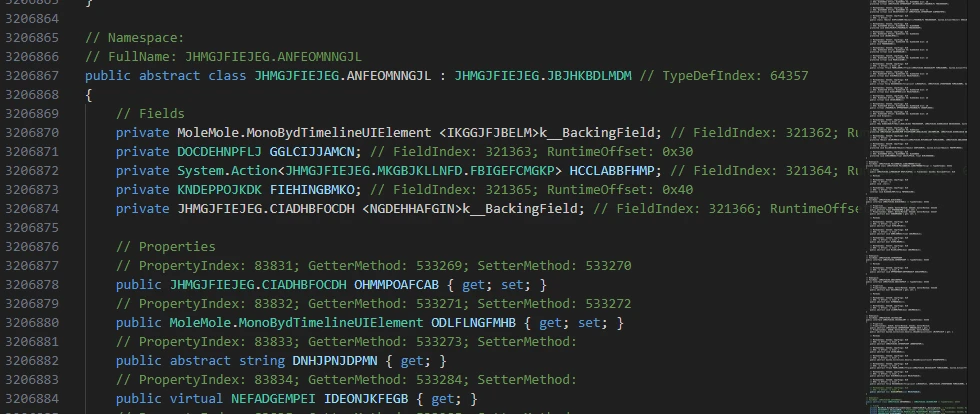 3206863 }
3206864
3206865 // Namespace:
3206866 // FullName: JHMGJFIEJEG.ANFEOMNNGJL
3206867 public abstract class JHMGJFIEJEG.ANFEOMNNGJL : JHMGJFIEJEG.JBJHKBDLMDM // TypeDefIndex: 64357
3206868 {
3206869 // Fields
3206870 private MoleMole.MonoBydTimelineUIElement <IKGGJFJBELM>k__BackingField; // FieldIndex: 321362; Ru
3206871 private DOCDEHNPFLJ GGLCIJJAMCN; // FieldIndex: 321363; RuntimeOffset: 0x30
3206872 private System.Action<JHMGJFIEJEG.MKGBJKLLNFD.FBIGEFCMGKP> HCCLABBFHMP; // FieldIndex: 321364; Ru
3206873 private KNDEPPOJKDK FIEHINGBMKO; // FieldIndex: 321365; RuntimeOffset: 0x40
3206874 private JHMGJFIEJEG.CIADHBFOCDH <NGDEHHAFGIN>k__BackingField; // FieldIndex: 321366; RuntimeOffse
3206875
3206876 // Properties
3206877 // PropertyIndex: 83831; GetterMethod: 533269; SetterMethod: 533270
3206878 public JHMGJFIEJEG.CIADHBFOCDH OHMMPOAFCAB { get; set; }
3206879 // PropertyIndex: 83832; GetterMethod: 533271; SetterMethod: 533272
3206880 public MoleMole.MonoBydTimelineUIElement ODLFLNGFMHB { get; set; }
3206881 // PropertyIndex: 83833; GetterMethod: 533273; SetterMethod:
3206882 public abstract string DNHJPNJDPMN { get; }
3206883 // PropertyIndex: 83834; GetterMethod: 533284; SetterMethod:
3206884 public virtual NEFADGEMPEI IDEONJKFEGB { get; }